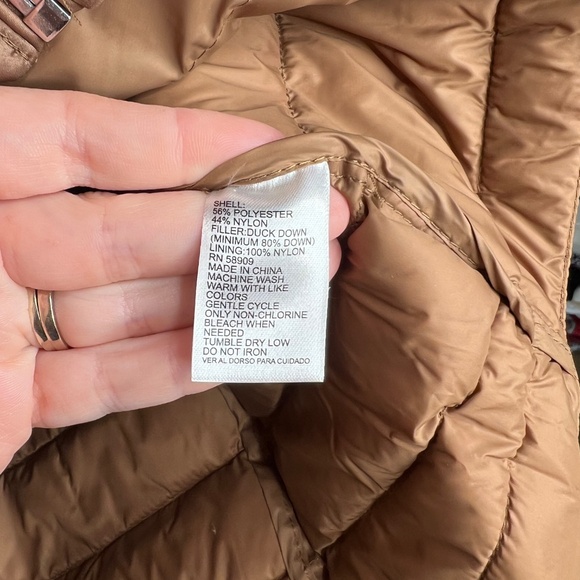 SHELL:
56% POLYESTER
44% NYLON
FILLER:DUCK DOWN
(MINIMUM 80% DOWN)
LINING:100% NYLON
RN 58909
MADE IN CHINA
MACHINE WASH
WARM WITH LIKE
COLORS
GENTLE CYCLE
ONLY NON-CHLORINE
BLEACH WHEN
NEEDED
TUMBLE DRY LOW
DO NOT IRON
VER AL DORSO PARA CUIDADO